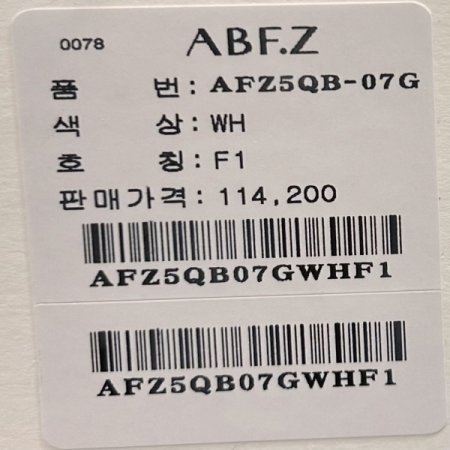 0078 ABF.Z
품 번 : AFZ5QB-07G
색 상 : WH
호 칭 : F1
판매가격 : 114,200
AFZ5QB07GWHF1
AFZ5QB07GWHF1